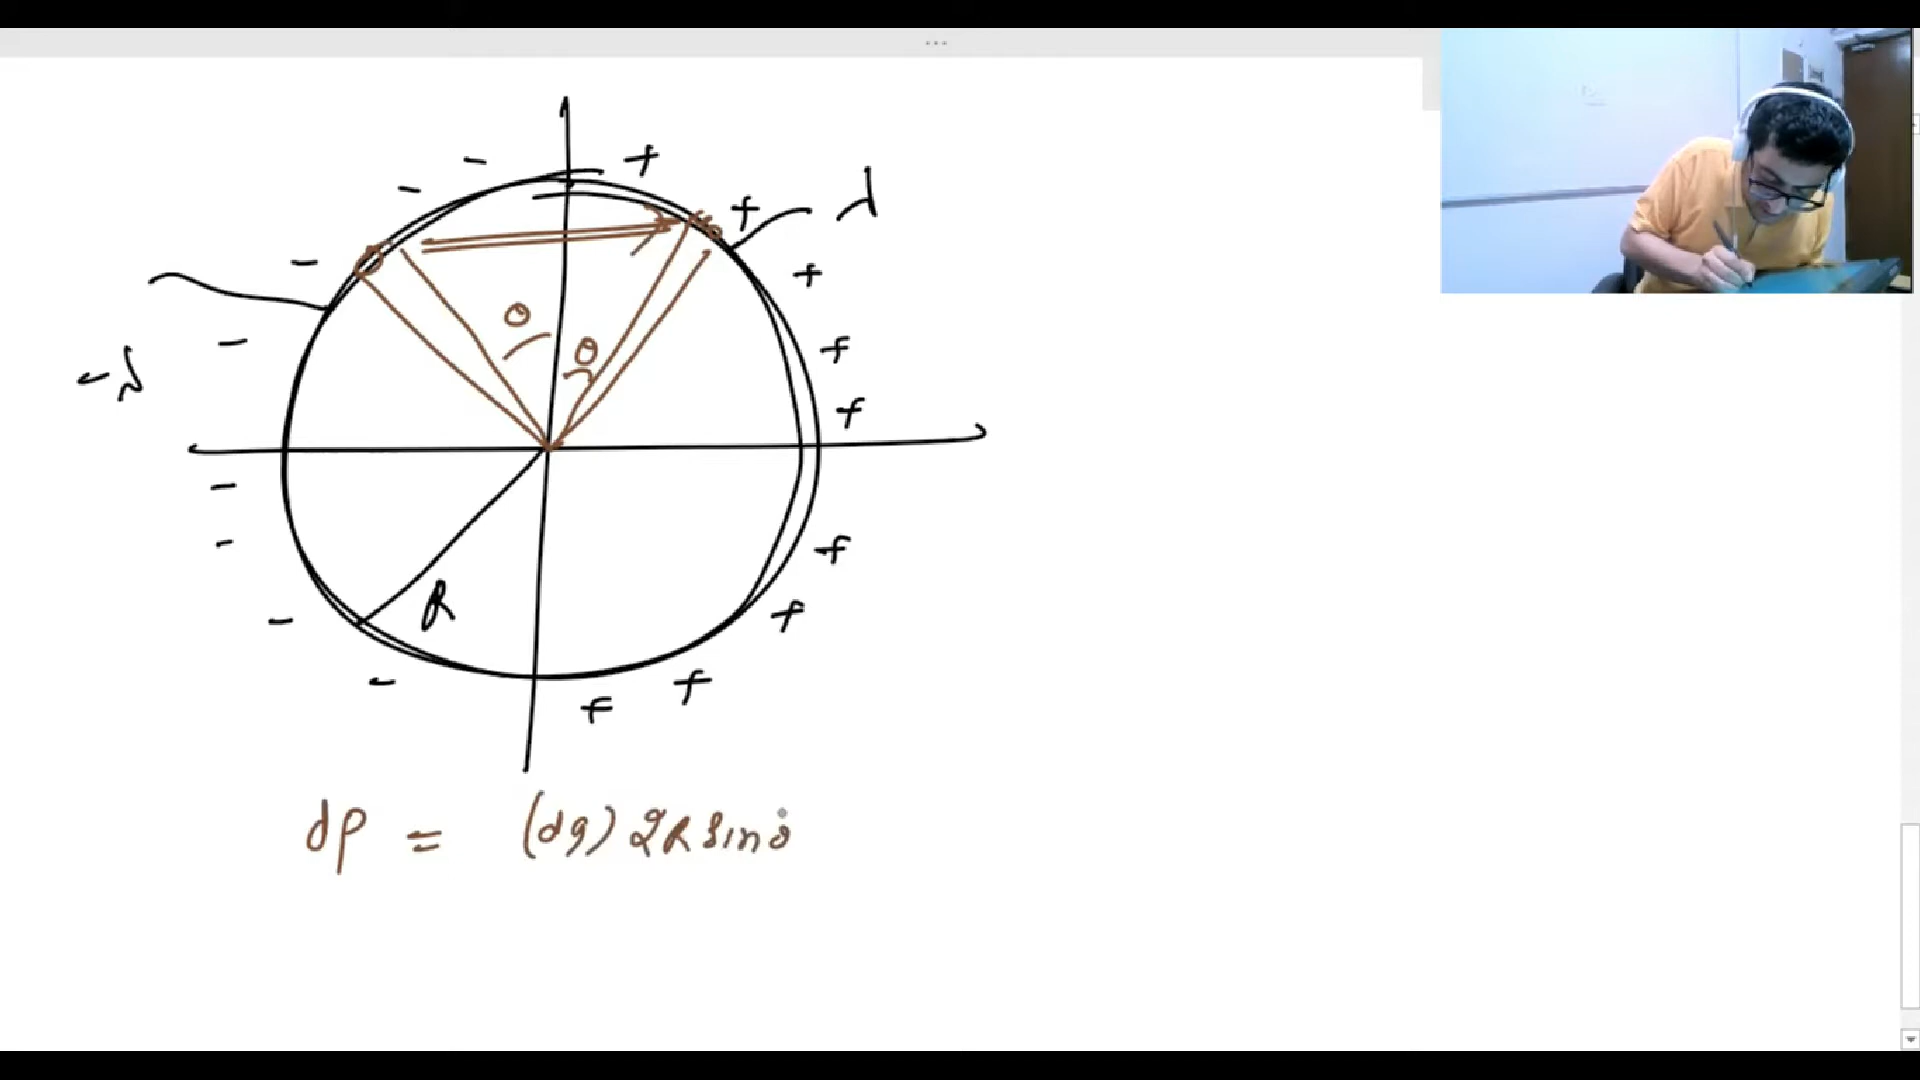 - - +
- + λ
- +
θ
- θ +
-λ +
-
- +
- R +
- + +
dp = (dq) 2R sinθ